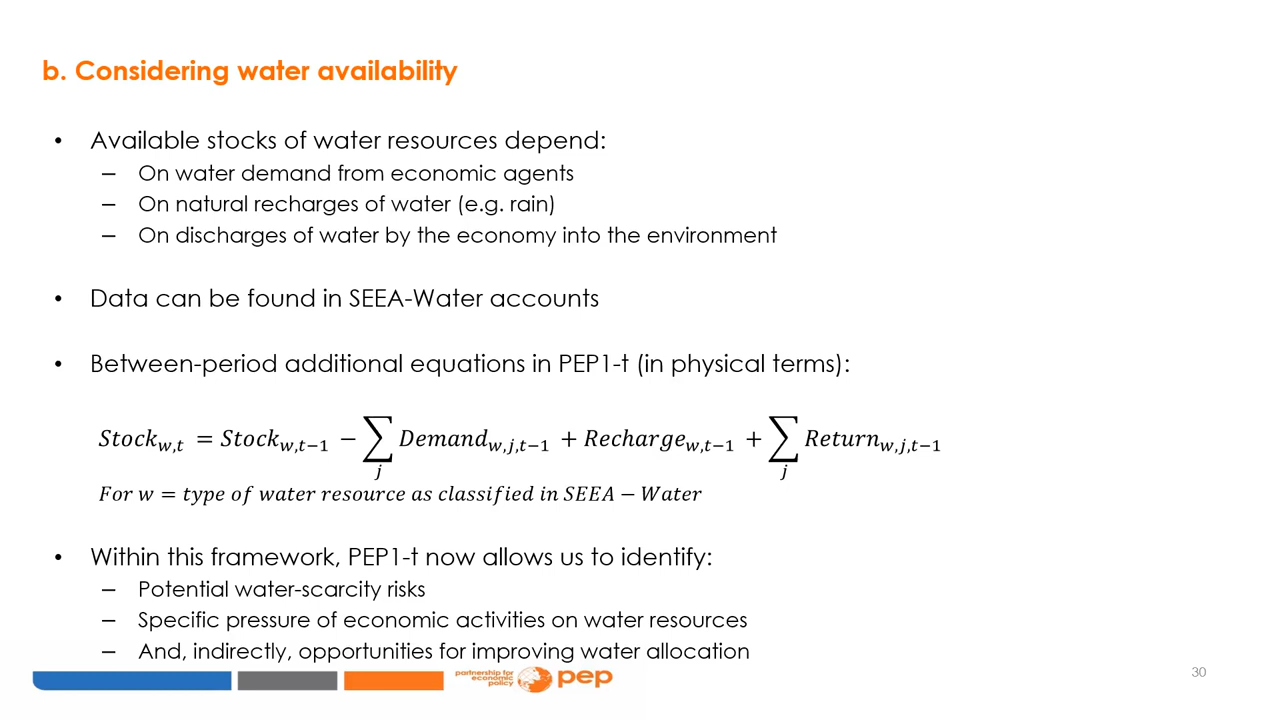 b. Considering water availability
• Available stocks of water resources depend:
– On water demand from economic agents
– On natural recharges of water (e.g. rain)
– On discharges of water by the economy into the environment
• Data can be found in SEEA-Water accounts
• Between-period additional equations in PEP1-t (in physical terms):
Stock_{w,t} = Stock_{w,t−1} − ∑_j Demand_{w,j,t−1} + Recharge_{w,t−1} + ∑_j Return_{w,j,t−1}
For w = type of water resource as classified in SEEA − Water
• Within this framework, PEP1-t now allows us to identify:
– Potential water-scarcity risks
– Specific pressure of economic activities on water resources
– And, indirectly, opportunities for improving water allocation
partnership for
economic
policy
pep
30